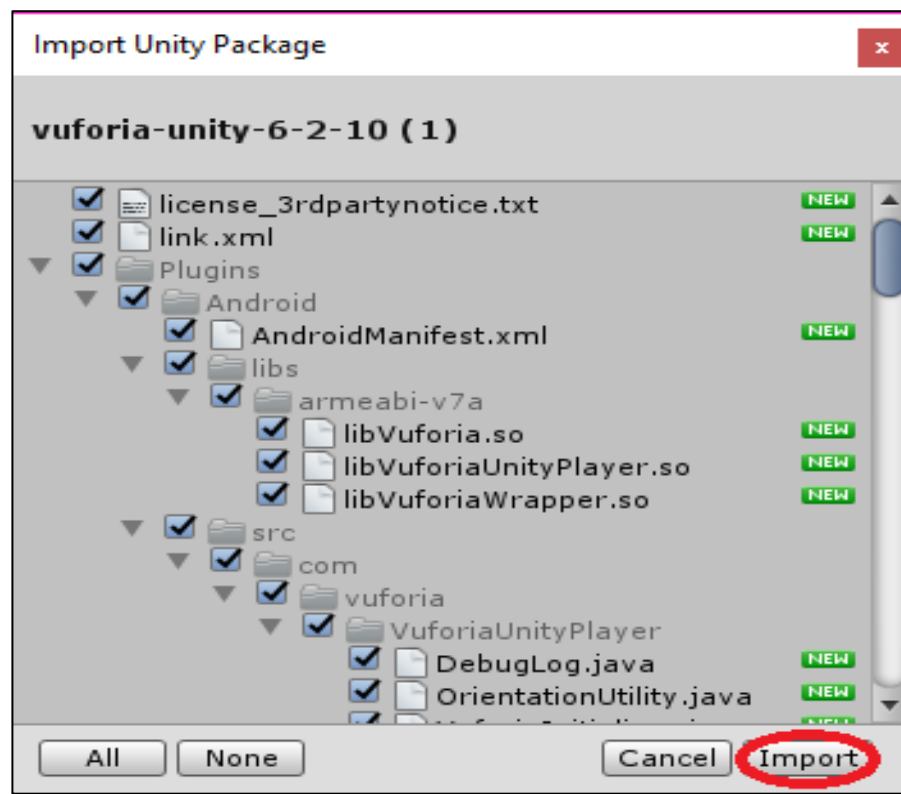 Import Unity Package
x
vuforia-unity-6-2-10 (1)
license_3rdpartynotice.txt NEW
link.xml NEW
Plugins
Android
AndroidManifest.xml NEW
libs
armeabi-v7a
libVuforia.so NEW
libVuforiaUnityPlayer.so NEW
libVuforiaWrapper.so NEW
src
com
vuforia
VuforiaUnityPlayer
DebugLog.java NEW
OrientationUtility.java NEW
All None Cancel Import